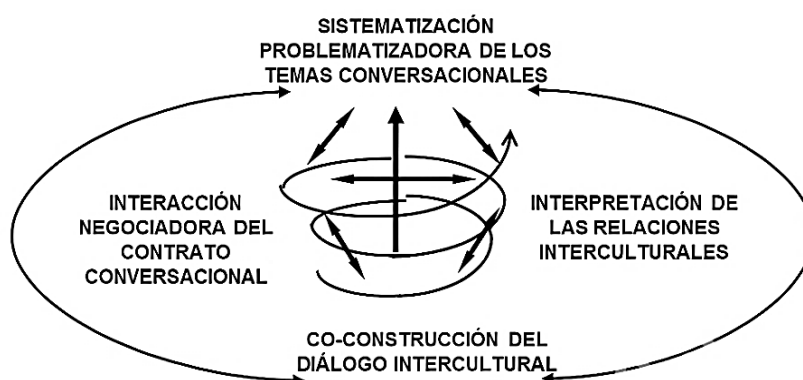 SISTEMATIZACIÓN
PROBLEMATIZADORA DE LOS
TEMAS CONVERSACIONALES
INTERACCIÓN
NEGOCIADORA DEL
CONTRATO
CONVERSACIONAL
INTERPRETACIÓN DE
LAS RELACIONES
INTERCULTURALES
CO-CONSTRUCCIÓN DEL
DIÁLOGO INTERCULTURAL